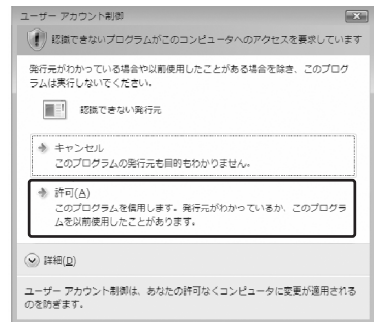 ユーザー アカウント制御
認識できないプログラムがこのコンピュータへのアクセスを要求しています
発行元がわかっている場合や以前使用したことがある場合を除き、このプログ
ラムは実行しないでください。
認識できない発行元
キャンセル
このプログラムの発行元も目的もわかりません。
許可(A)
このプログラムを信用します。発行元がわかっているか、このプログラ
ムを以前使用したことがあります。
詳細(D)
ユーザー アカウント制御は、あなたの許可なくコンピュータに変更が適用される
のを防ぎます。